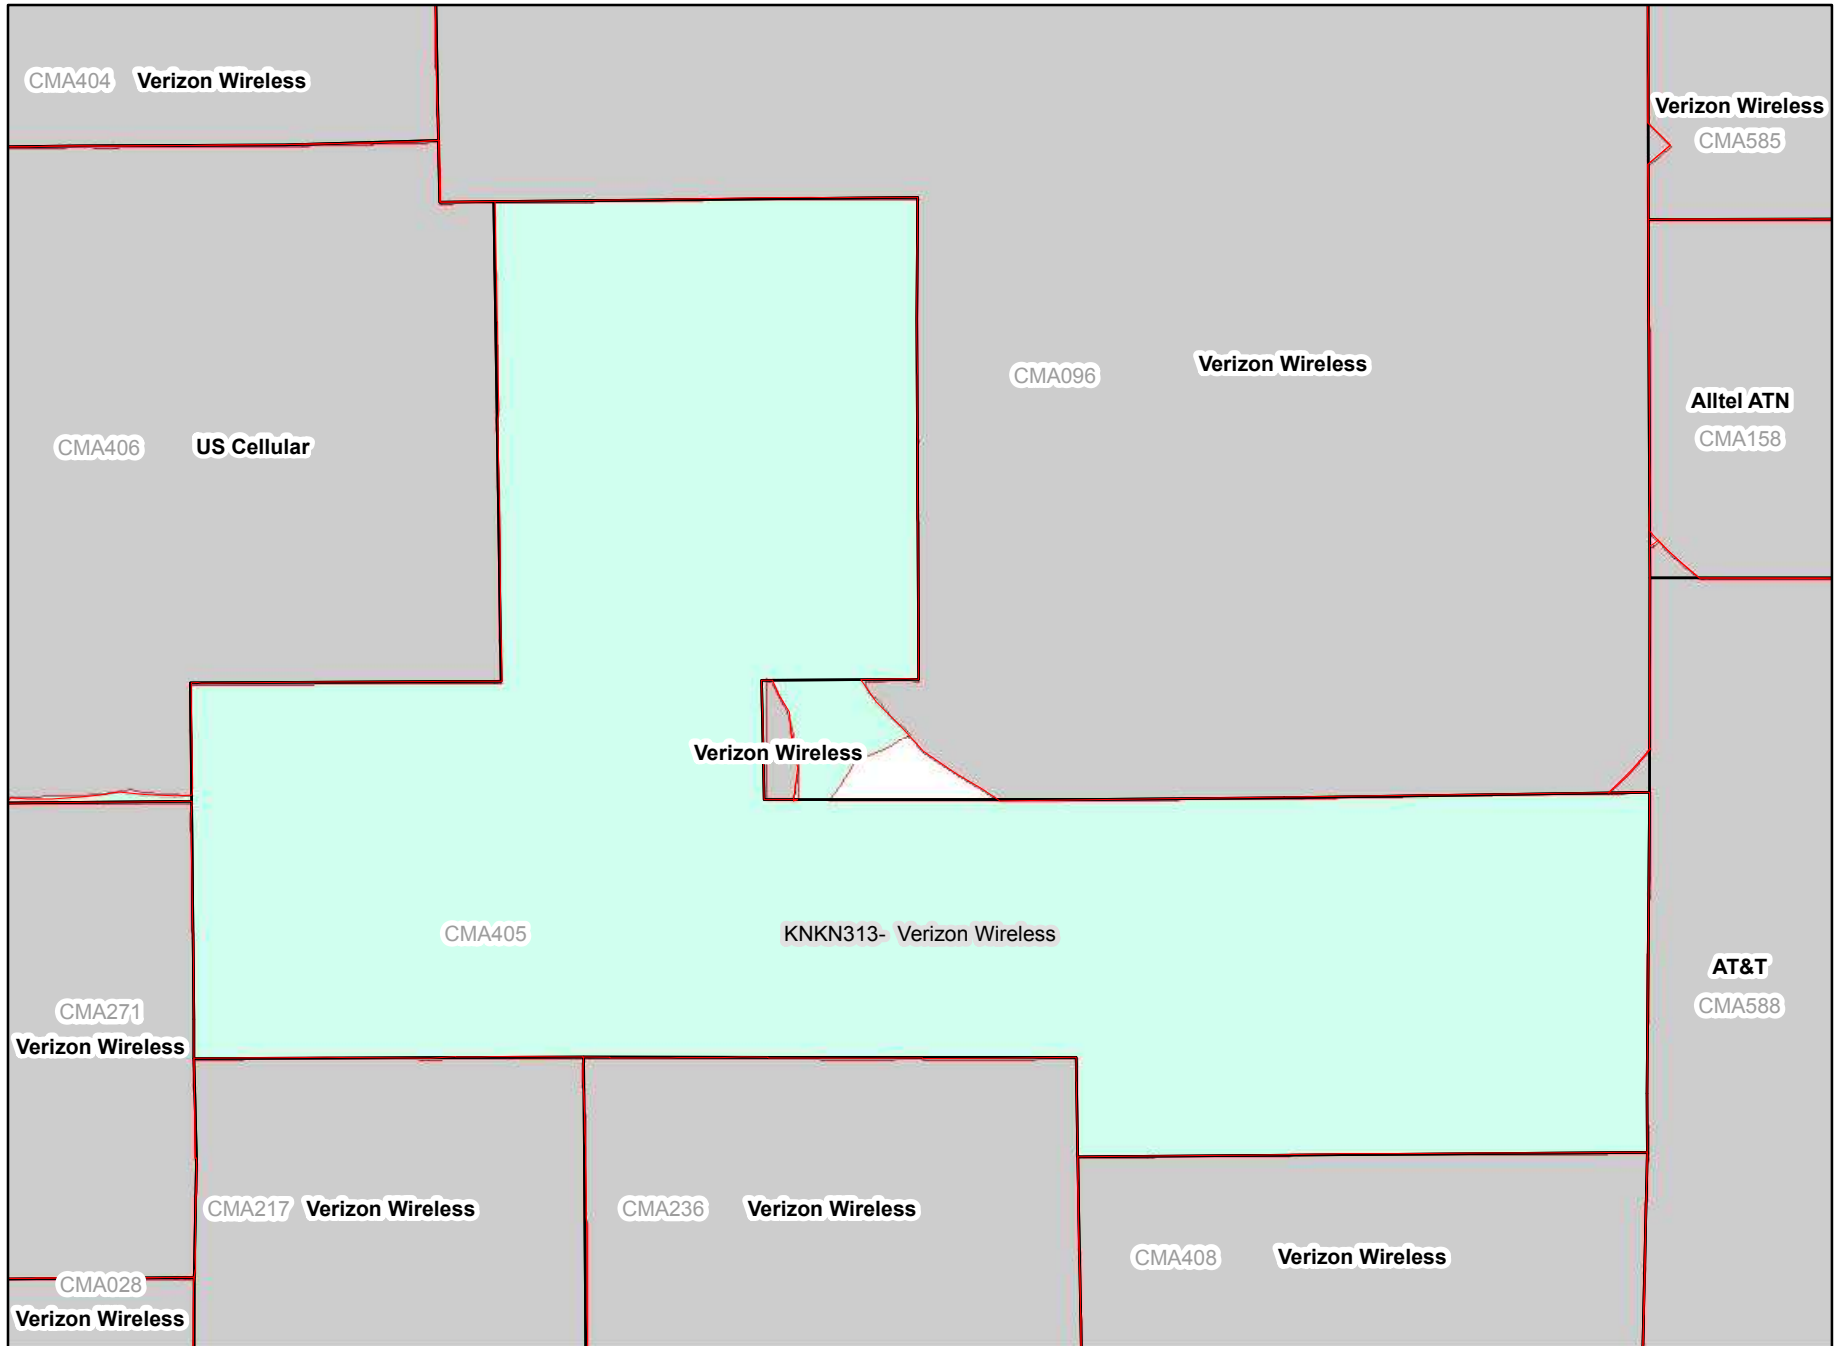 CMA404 Verizon Wireless
Verizon Wireless
CMA585
CMA096 Verizon Wireless
Alltel ATN
CMA158
CMA406 US Cellular
Verizon Wireless
CMA405 KNKN313- Verizon Wireless
AT&T
CMA588
CMA271
Verizon Wireless
CMA217 Verizon Wireless
CMA236 Verizon Wireless
CMA408 Verizon Wireless
CMA028
Verizon Wireless